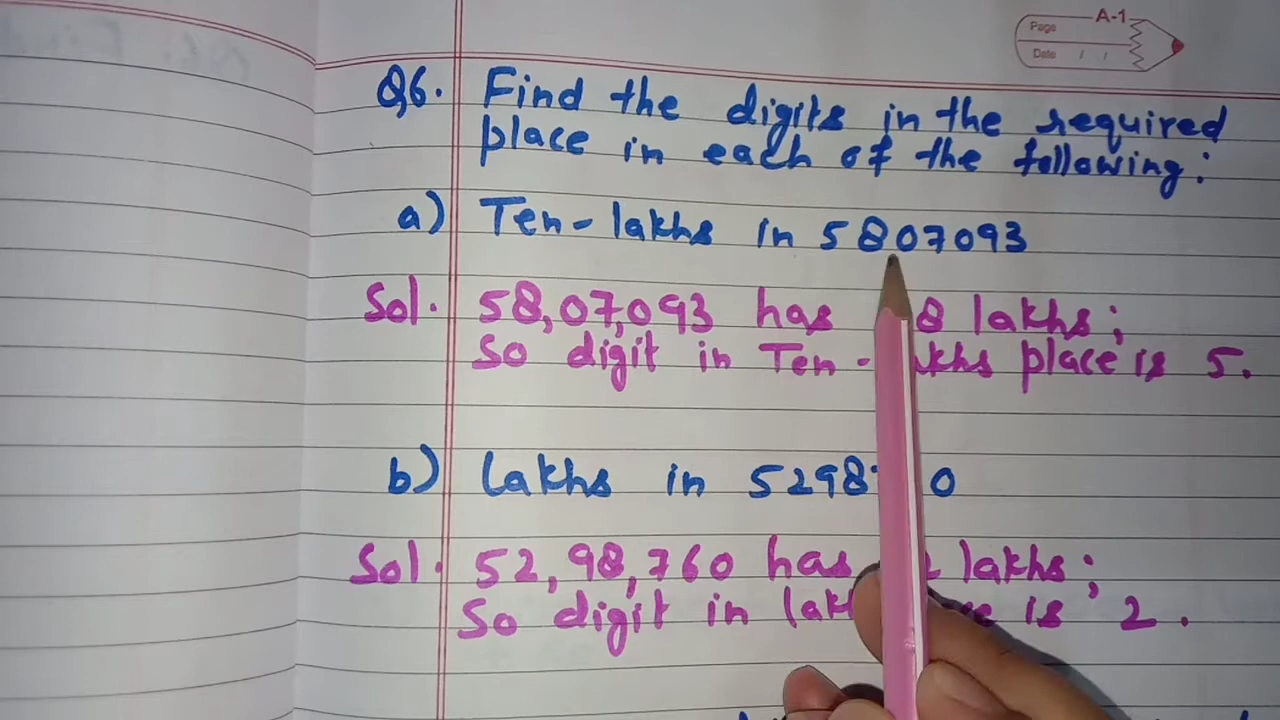 A-1
Page
Date / /
Q6. Find the digits in the required
place in each of the following:
a) Ten-lakhs in 5807093
Sol. 58,07,093 has 8 lakhs;
So digit in Ten- place is 5.
b) lakhs in 5298 0
Sol. 52,98,760 has lakhs;
So digit in is 2.